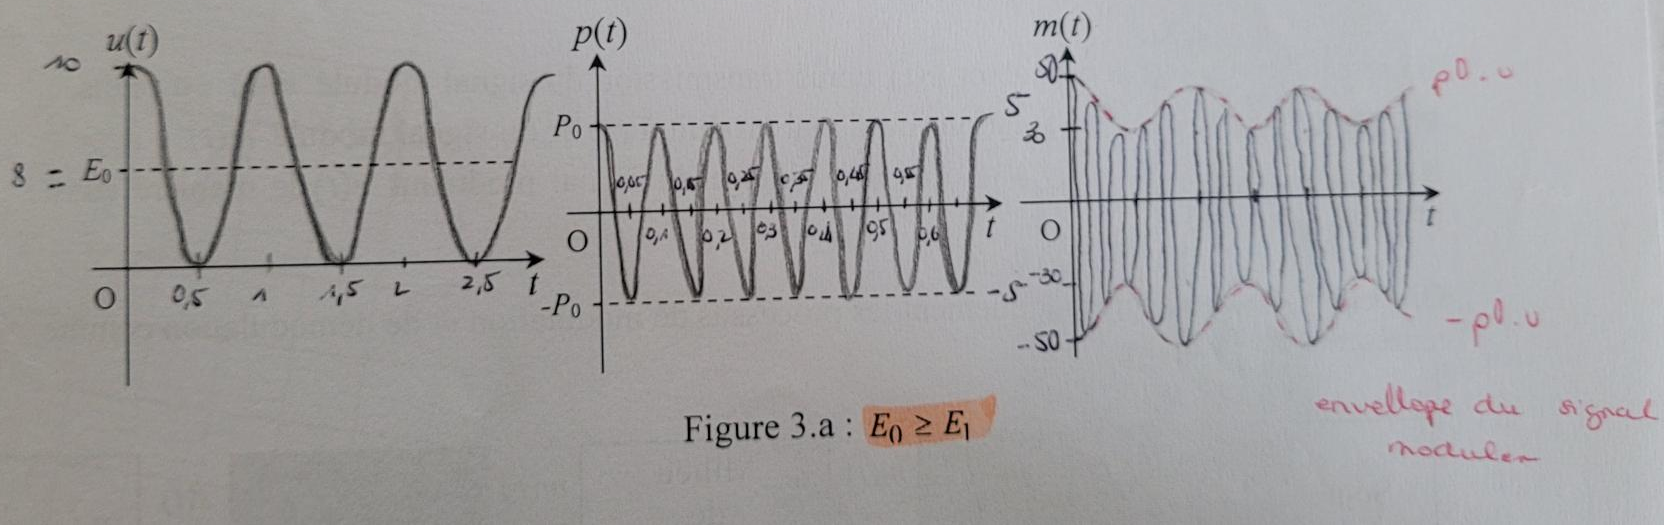 u(t)
10
8 = E₀
O 0,5 1 1,5 2 2,5 t
p(t)
P₀ 5
0,05 0,15 0,25 0,35 0,45 0,55
O 0,1 0,2 0,3 0,4 0,5 0,6 t
-P₀ -5
m(t)
50
30
O t
-30
-50
p0.u
-p0.u
envellope du signal
moduler
Figure 3.a : E₀ ≥ E₁